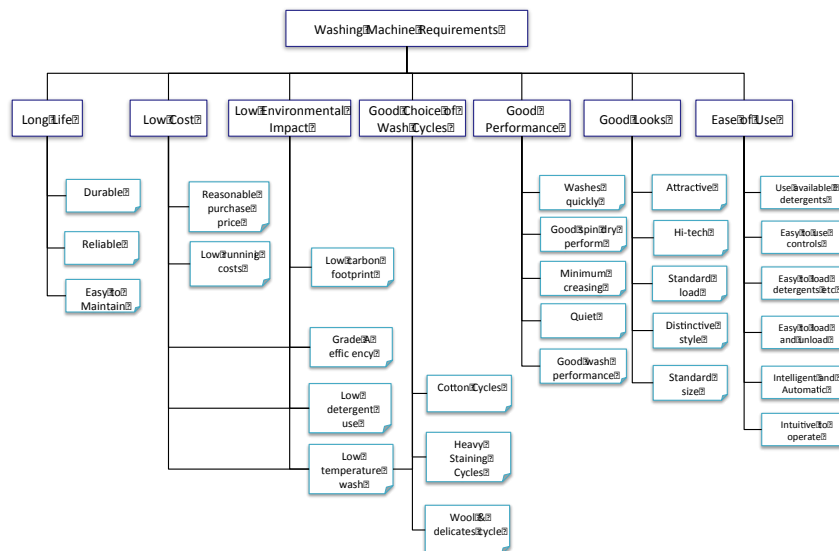 Washing Machine Requirements
Long Life
Low Cost
Low Environmental
Impact
Good Choice of
Wash Cycles
Good
Performance
Good Looks
Ease of Use
Durable
Reliable
Easy to
Maintain
Reasonable
purchase
price
Low running
costs
Low carbon
footprint
Grade A
effic ency
Low
detergent
use
Low
temperature
wash
Cotton Cycles
Heavy
Staining
Cycles
Wool &
delicates cycle
Washes
quickly
Good spin dry
perform
Minimum
creasing
Quiet
Good wash
performance
Attractive
Hi-tech
Standard
load
Distinctive
style
Standard
size
Use available
detergents
Easy to use
controls
Easy to load
detergents etc
Easy to load
and unload
Intelligent and
Automatic
Intuitive to
operate